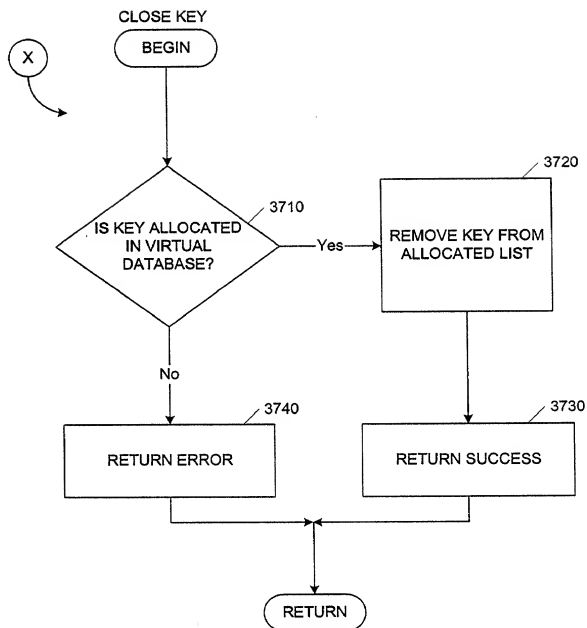 CLOSE KEY
BEGIN
X
3710
IS KEY ALLOCATED
IN VIRTUAL
DATABASE?
Yes
3720
REMOVE KEY FROM
ALLOCATED LIST
No
3740
RETURN ERROR
3730
RETURN SUCCESS
RETURN